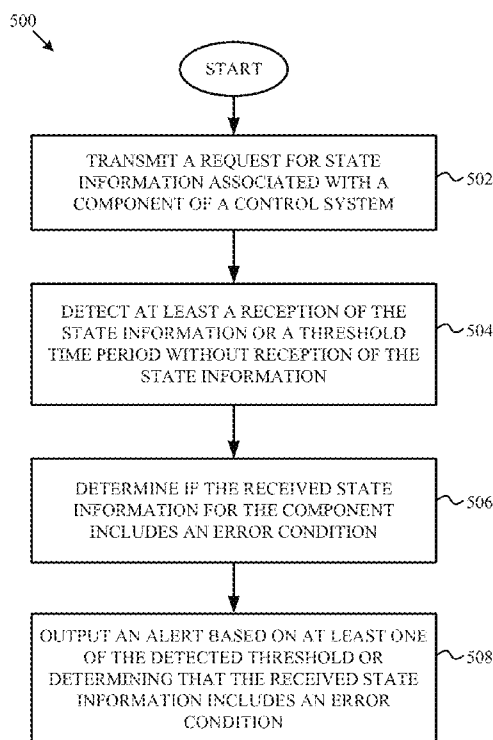 500
START
TRANSMIT A REQUEST FOR STATE
INFORMATION ASSOCIATED WITH A
COMPONENT OF A CONTROL SYSTEM
502
DETECT AT LEAST A RECEPTION OF THE
STATE INFORMATION OR A THRESHOLD
TIME PERIOD WITHOUT RECEPTION OF THE
STATE INFORMATION
504
DETERMINE IF THE RECEIVED STATE
INFORMATION FOR THE COMPONENT
INCLUDES AN ERROR CONDITION
506
OUTPUT AN ALERT BASED ON AT LEAST ONE
OF THE DETECTED THRESHOLD OR
DETERMINING THAT THE RECEIVED STATE
INFORMATION INCLUDES AN ERROR
CONDITION
508